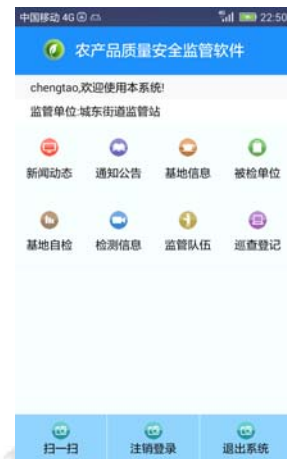 中国移动 4G 22:50
农产品质量安全监管软件
chengtao,欢迎使用本系统!
监管单位:城东街道监管站
新闻动态 通知公告 基地信息 被检单位
基地自检 检测信息 监管队伍 巡查登记
扫一扫 注销登录 退出系统